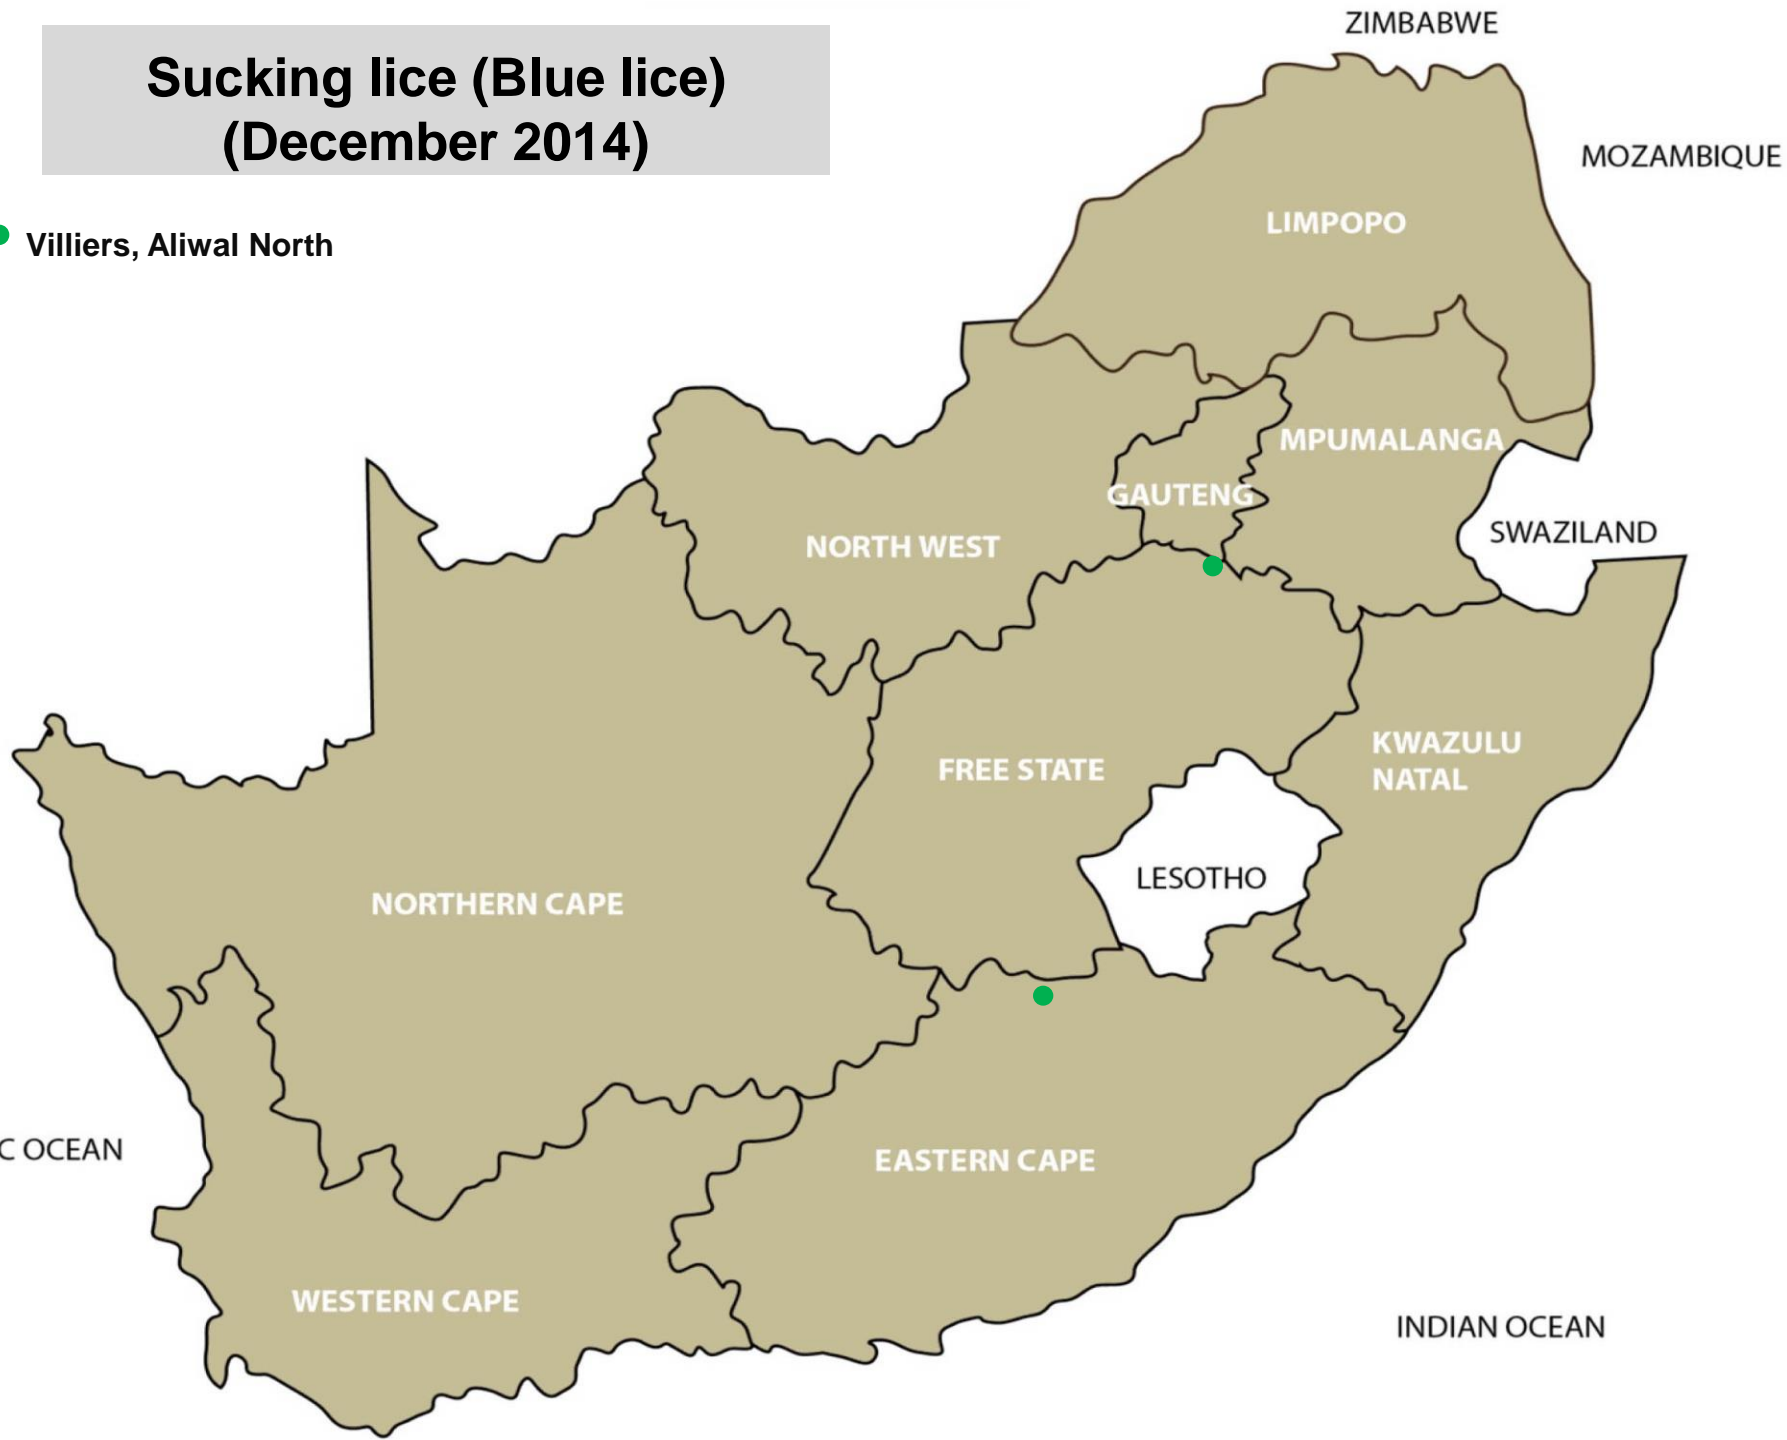 Sucking lice (Blue lice)
(December 2014)
Villiers, Aliwal North
ZIMBABWE
MOZAMBIQUE
LIMPOPO
MPUMALANGA
GAUTENG
SWAZILAND
NORTH WEST
KWAZULU
NATAL
FREE STATE
LESOTHO
NORTHERN CAPE
C OCEAN
EASTERN CAPE
WESTERN CAPE
INDIAN OCEAN